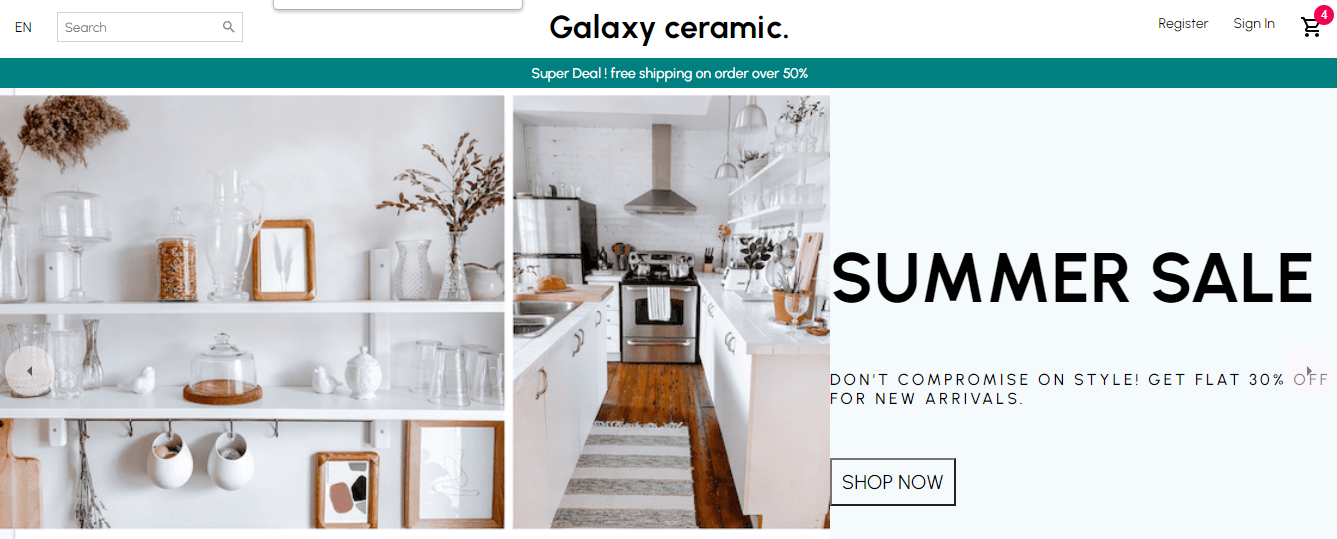 EN
Search
Galaxy ceramic.
Register
Sign In
4
Super Deal ! free shipping on order over 50%
SUMMER SALE
DON'T COMPROMISE ON STYLE! GET FLAT 30% OFF
FOR NEW ARRIVALS.
SHOP NOW